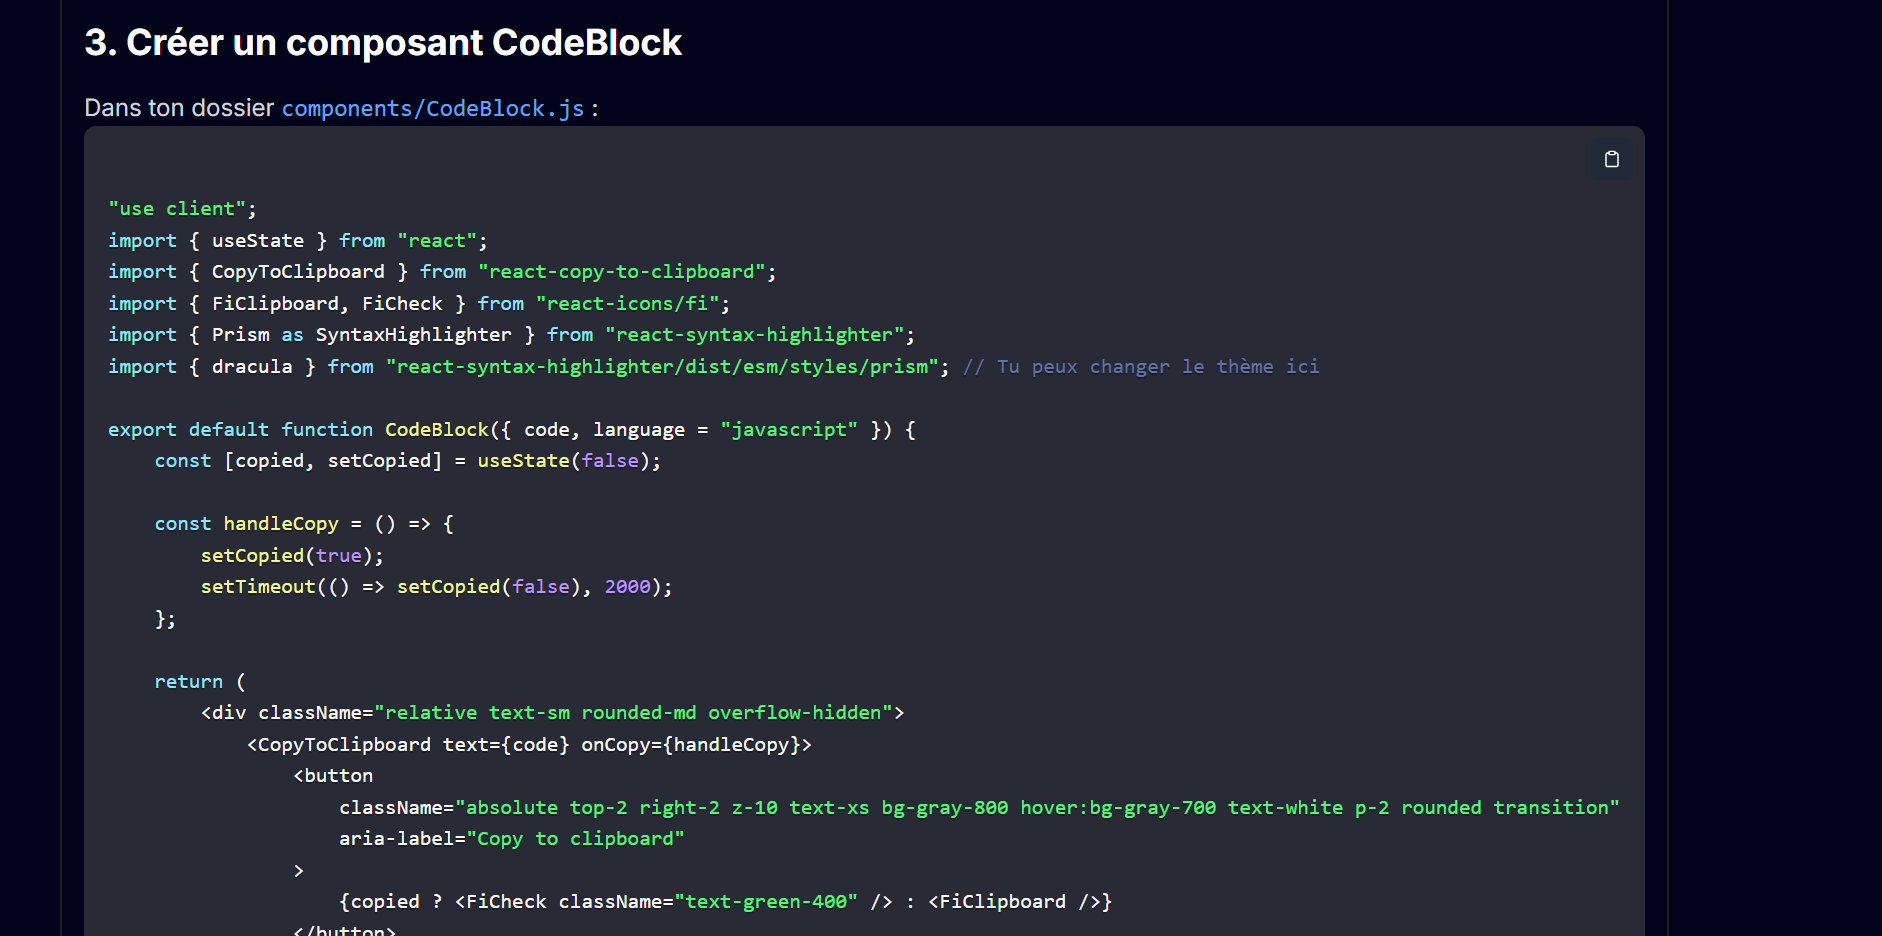 3. Créer un composant CodeBlock
Dans ton dossier components/CodeBlock.js :
"use client";
import { useState } from "react";
import { CopyToClipboard } from "react-copy-to-clipboard";
import { FiClipboard, FiCheck } from "react-icons/fi";
import { Prism as SyntaxHighlighter } from "react-syntax-highlighter";
import { dracula } from "react-syntax-highlighter/dist/esm/styles/prism"; // Tu peux changer le thème ici
export default function CodeBlock({ code, language = "javascript" }) {
const [copied, setCopied] = useState(false);
const handleCopy = () => {
setCopied(true);
setTimeout(() => setCopied(false), 2000);
};
return (
<div className="relative text-sm rounded-md overflow-hidden">
<CopyToClipboard text={code} onCopy={handleCopy}>
<button
className="absolute top-2 right-2 z-10 text-xs bg-gray-800 hover:bg-gray-700 text-white p-2 rounded transition"
aria-label="Copy to clipboard"
>
{copied ? <FiCheck className="text-green-400" /> : <FiClipboard />}
</button>